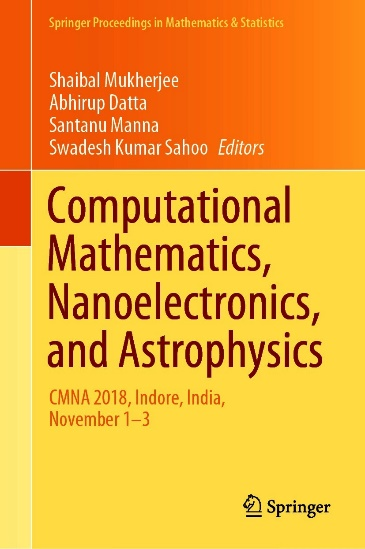 Springer Proceedings in Mathematics & Statistics
Shaibal Mukherjee
Abhirup Datta
Santanu Manna
Swadesh Kumar Sahoo Editors
Computational
Mathematics,
Nanoelectronics,
and Astrophysics
CMNA 2018, Indore, India,
November 1–3
Springer